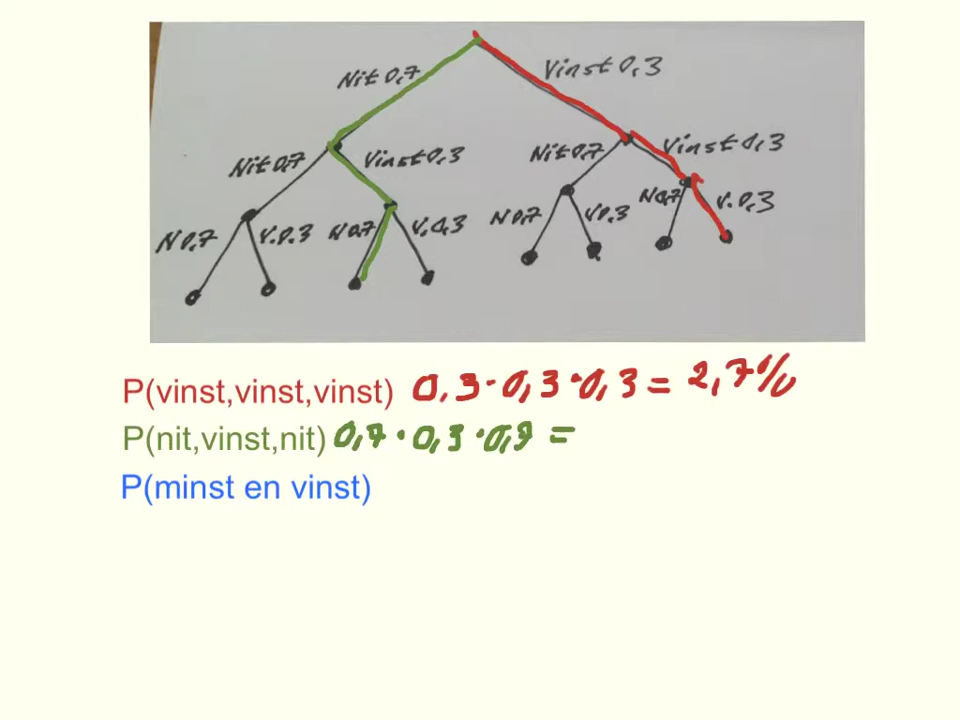 Nit 0,7 Vinst 0,3
Nit 0,7 Vinst 0,3 Nit 0,7 Vinst 0,3
N 0,7 V.0.3 N 0,7 V.0,3 N 0,7 V.0,3 N 0,7 V.0,3
P(vinst,vinst,vinst) 0,3·0,3·0,3 = 2,7%
P(nit,vinst,nit) 0,7·0,3·0,7 =
P(minst en vinst)